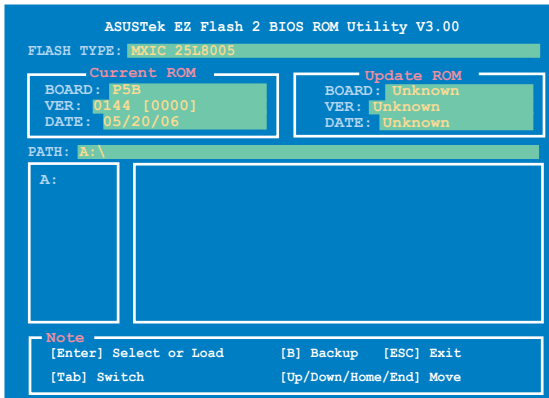 ASUSTek EZ Flash 2 BIOS ROM Utility V3.00
FLASH TYPE: MXIC 25L8005
Current ROM
BOARD: P5B
VER: 0144 [0000]
DATE: 05/20/06
Update ROM
BOARD: Unknown
VER: Unknown
DATE: Unknown
PATH: A:\
A:
Note
[Enter] Select or Load [B] Backup [ESC] Exit
[Tab] Switch [Up/Down/Home/End] Move